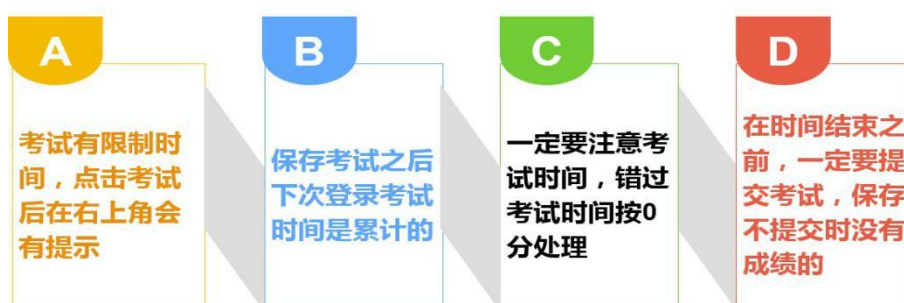 A
考试有限制时
间，点击考试
后在右上角会
有提示
B
保存考试之后
下次登录考试
时间是累计的
C
一定要注意考
试时间，错过
考试时间按0
分处理
D
在时间结束之
前，一定要提
交考试，保存
不提交时没有
成绩的